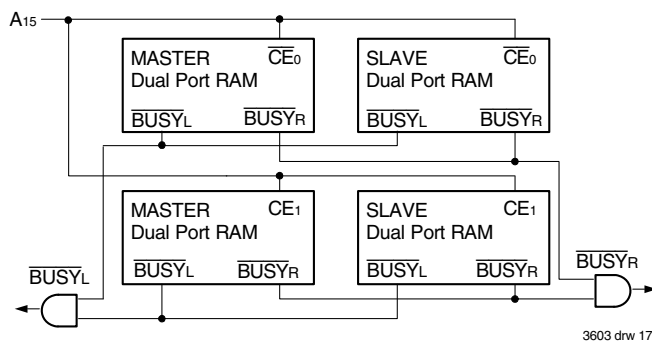 A15
MASTER
Dual Port RAM
CE0
BUSYL
BUSYR
SLAVE
Dual Port RAM
CE0
BUSYL
BUSYR
MASTER
Dual Port RAM
CE1
BUSYL
BUSYR
SLAVE
Dual Port RAM
CE1
BUSYL
BUSYR
BUSYL
BUSYR
3603 drw 17